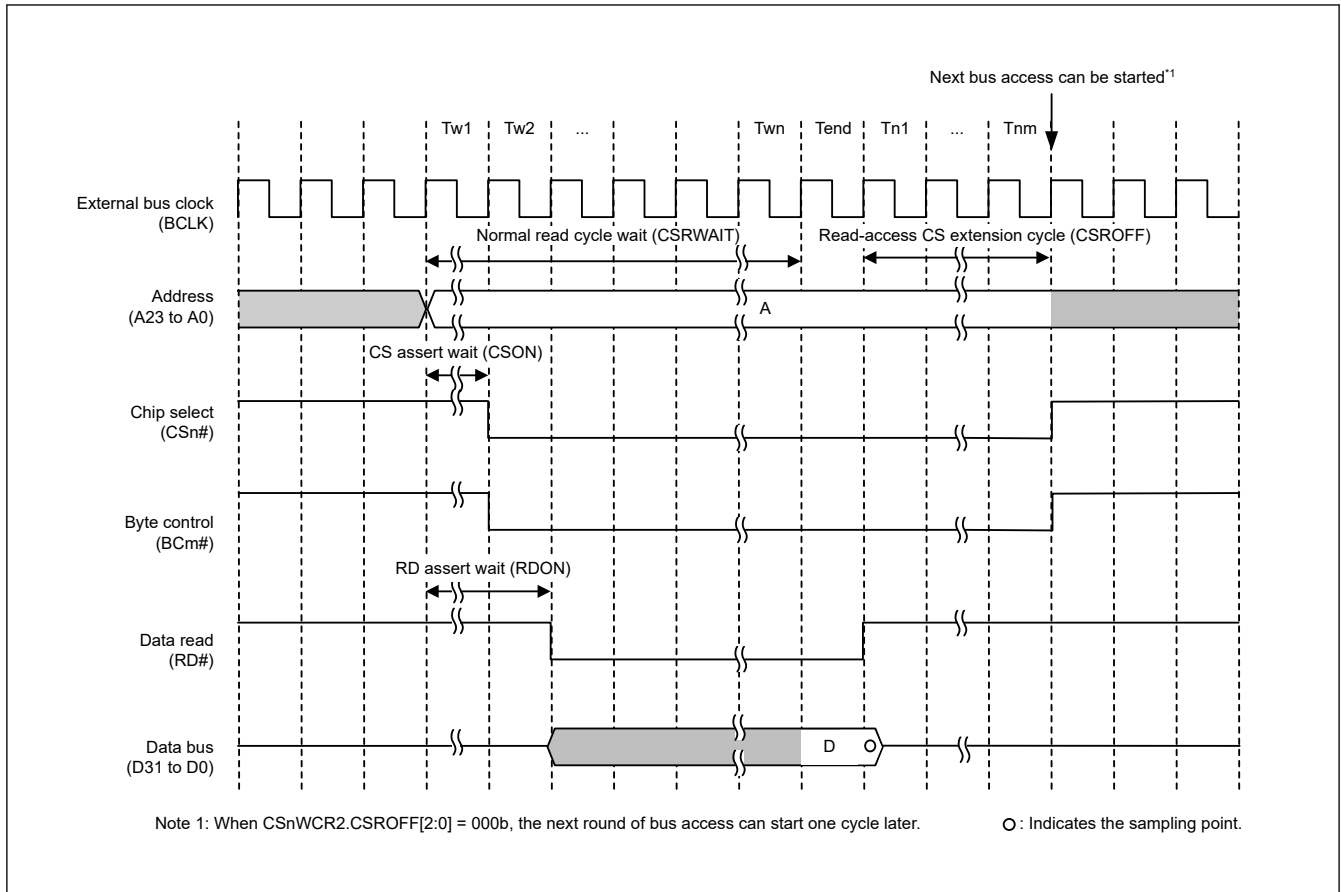 Next bus access can be started*1
Tw1 Tw2 ... Twn Tend Tn1 ... Tnm
External bus clock
(BCLK)
Normal read cycle wait (CSRWAIT) Read-access CS extension cycle (CSROFF)
Address
(A23 to A0)
A
CS assert wait (CSON)
Chip select
(CSn#)
Byte control
(BCm#)
RD assert wait (RDON)
Data read
(RD#)
Data bus
(D31 to D0)
D
Note 1: When CSnWCR2.CSROFF[2:0] = 000b, the next round of bus access can start one cycle later.
: Indicates the sampling point.